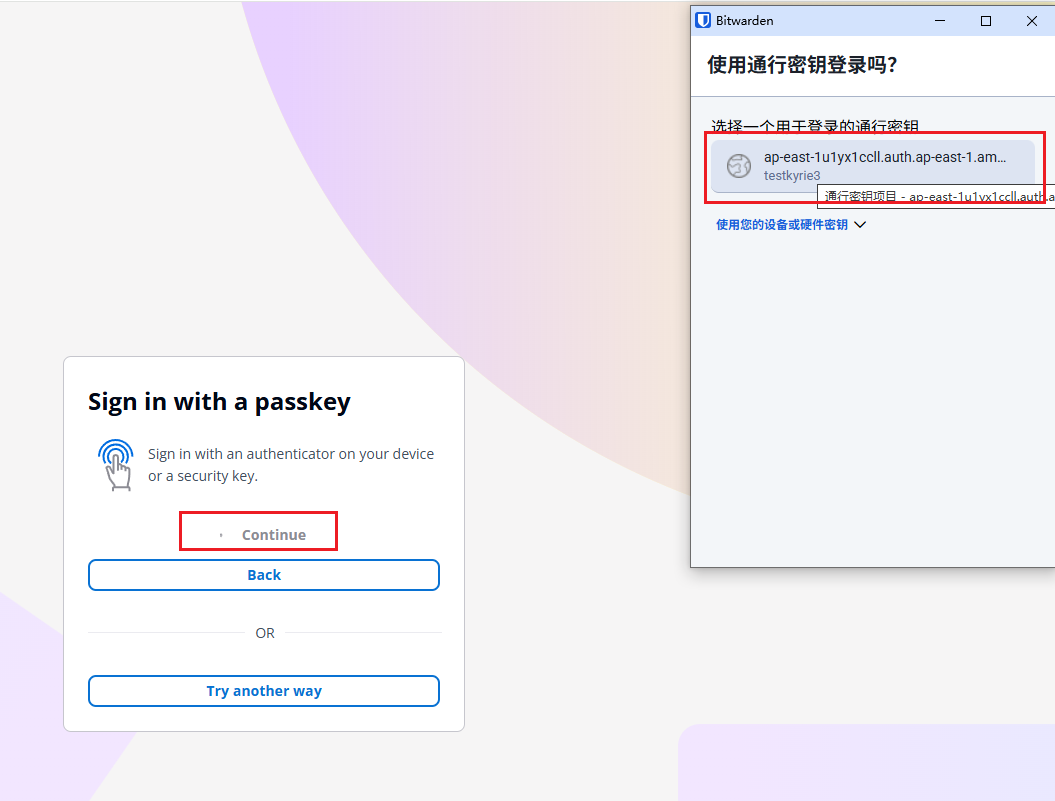 Bitwarden
使用通行密钥登录吗?
选择一个用于登录的通行密钥
ap-east-1u1yx1ccll.auth.ap-east-1.am...
testkyrie3
通行密钥项目 - ap-east-1u1yx1ccll.auth.a
使用您的设备或硬件密钥
Sign in with a passkey
Sign in with an authenticator on your device
or a security key.
Continue
Back
OR
Try another way